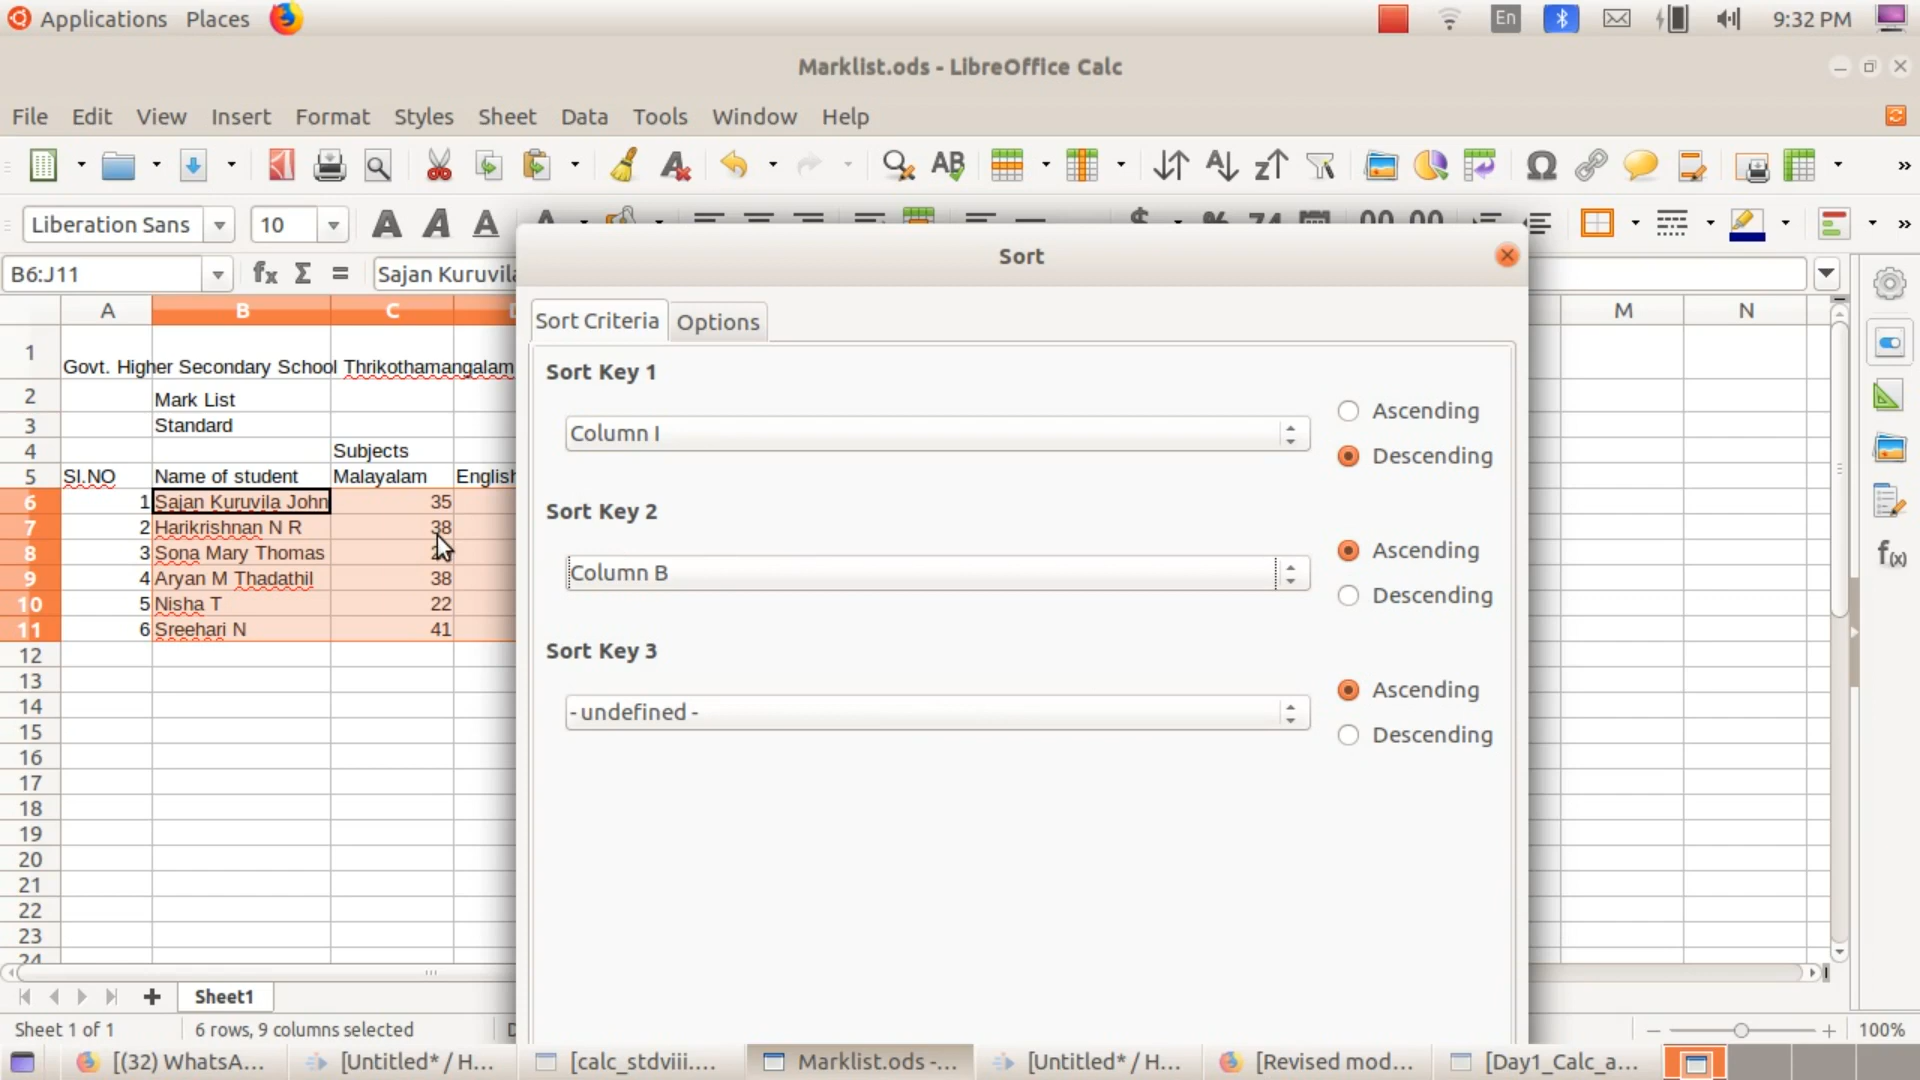 Applications Places
En
9:32 PM
Marklist.ods - LibreOffice Calc
File Edit View Insert Format Styles Sheet Data Tools Window Help
Liberation Sans
10
B6:J11
Sajan Kuruvila
A B C M N
Sort
Sort Criteria
Options
Sort Key 1
Column I
Ascending
Descending
Sort Key 2
Column B
Ascending
Descending
Sort Key 3
- undefined -
Ascending
Descending
1 Govt. Higher Secondary School Thrikothamangalam
2 Mark List
3 Standard
4 Subjects
5 Sl.NO Name of student Malayalam English
6 1 Sajan Kuruvila John 35
7 2 Harikrishnan N R 38
8 3 Sona Mary Thomas
9 4 Aryan M Thadathil 38
10 5 Nisha T 22
11 6 Sreehari N 41
12
13
14
15
16
17
18
19
20
21
22
23
24
Sheet1
Sheet 1 of 1
6 rows, 9 columns selected
100%
[(32) WhatsA...
[Untitled* / H...
[calc_stdviii....
Marklist.ods -...
[Untitled* / H...
[Revised mod...
[Day1_Calc_a...